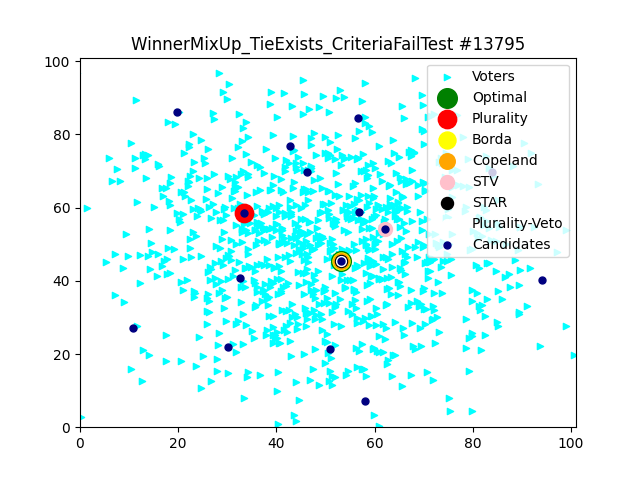 WinnerMixUp_TieExists_CriteriaFailTest #13795
100
80
60
40
20
0
0
20
40
60
80
100
Voters
Optimal
Plurality
Borda
Copeland
STV
STAR
Plurality-Veto
Candidates